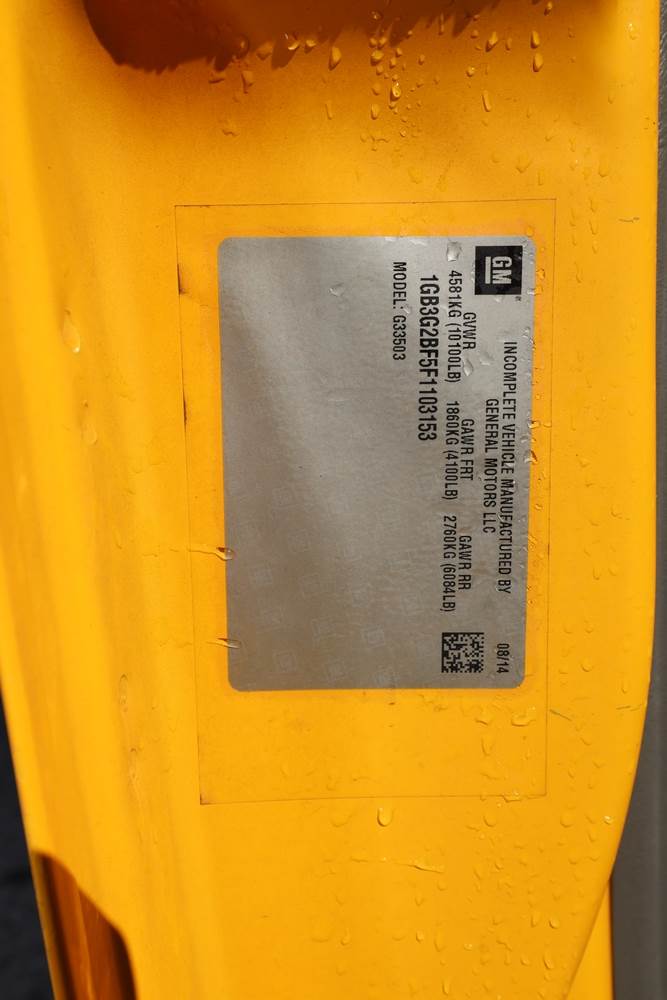 GM
INCOMPLETE VEHICLE MANUFACTURED BY
GENERAL MOTORS LLC
08/14
GVWR GAWR FRT GAWR RR
4581KG (10100LB) 1860KG (4100LB) 2760KG (6084LB)
1GB3G2BF5F1103153
MODEL: G33503